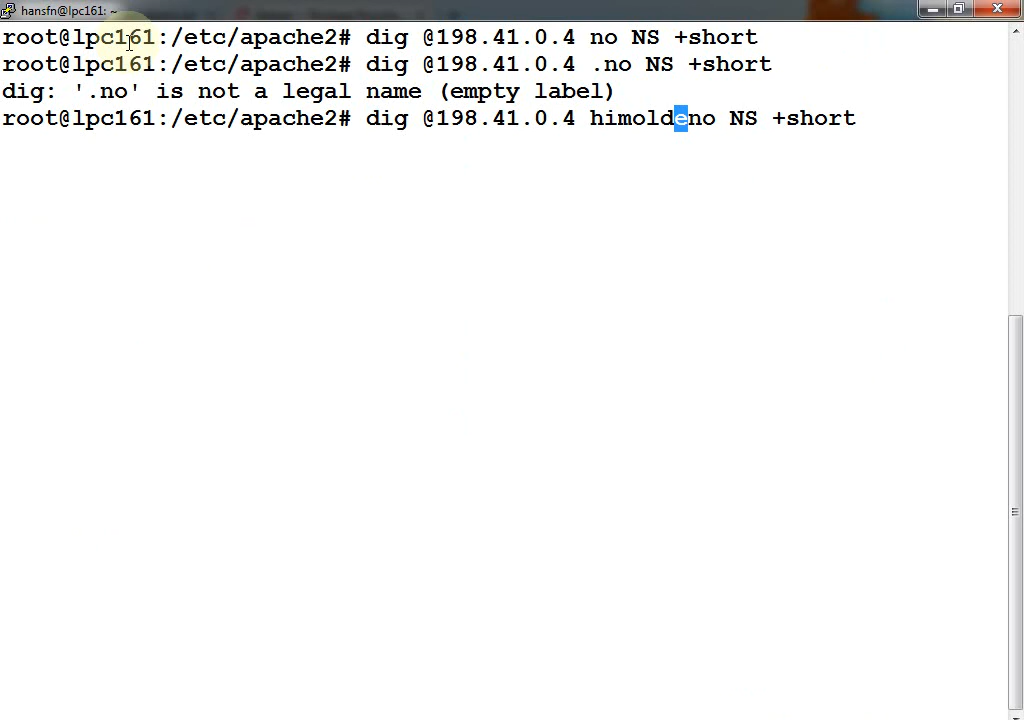 hansfn@lpc161: ~
root@lpc161:/etc/apache2# dig @198.41.0.4 no NS +short
root@lpc161:/etc/apache2# dig @198.41.0.4 .no NS +short
dig: '.no' is not a legal name (empty label)
root@lpc161:/etc/apache2# dig @198.41.0.4 himoldeno NS +short